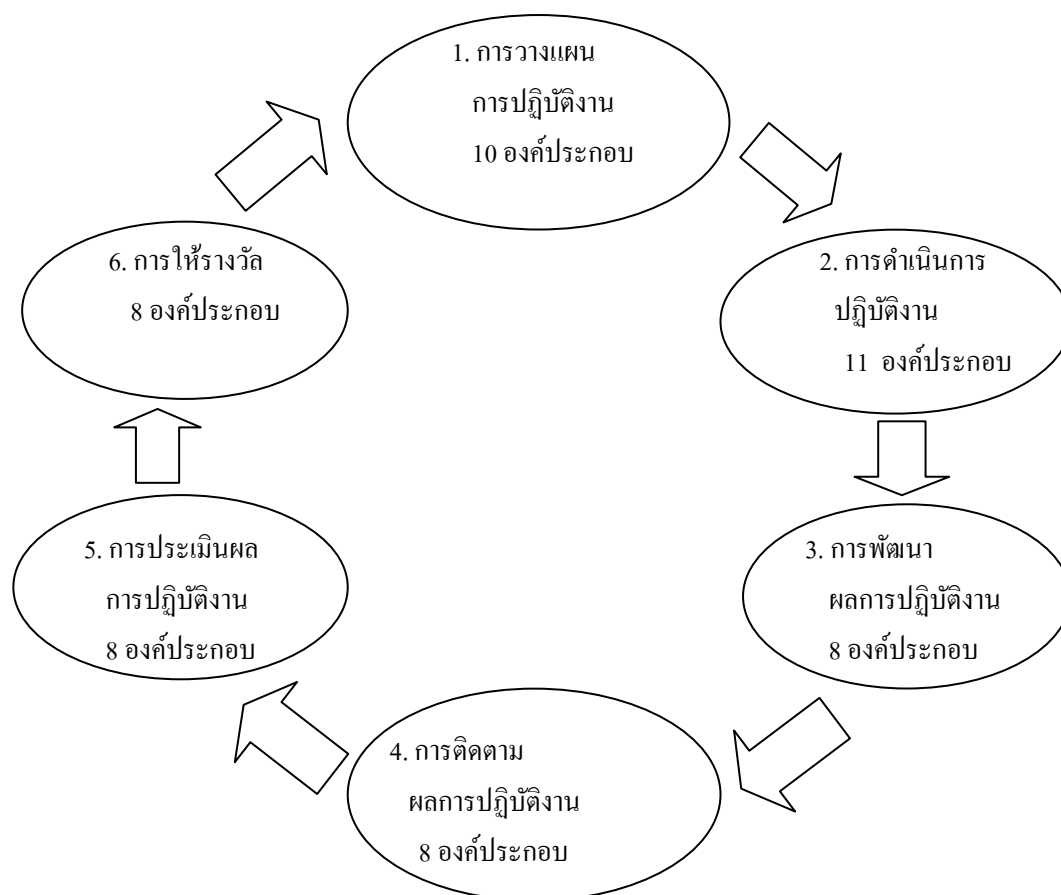 1. การวางแผน
การปฏิบัติงาน
10 องค์ประกอบ
2. การดำเนินการ
ปฏิบัติงาน
11 องค์ประกอบ
3. การพัฒนา
ผลการปฏิบัติงาน
8 องค์ประกอบ
4. การติดตาม
ผลการปฏิบัติงาน
8 องค์ประกอบ
5. การประเมินผล
การปฏิบัติงาน
8 องค์ประกอบ
6. การให้รางวัล
8 องค์ประกอบ